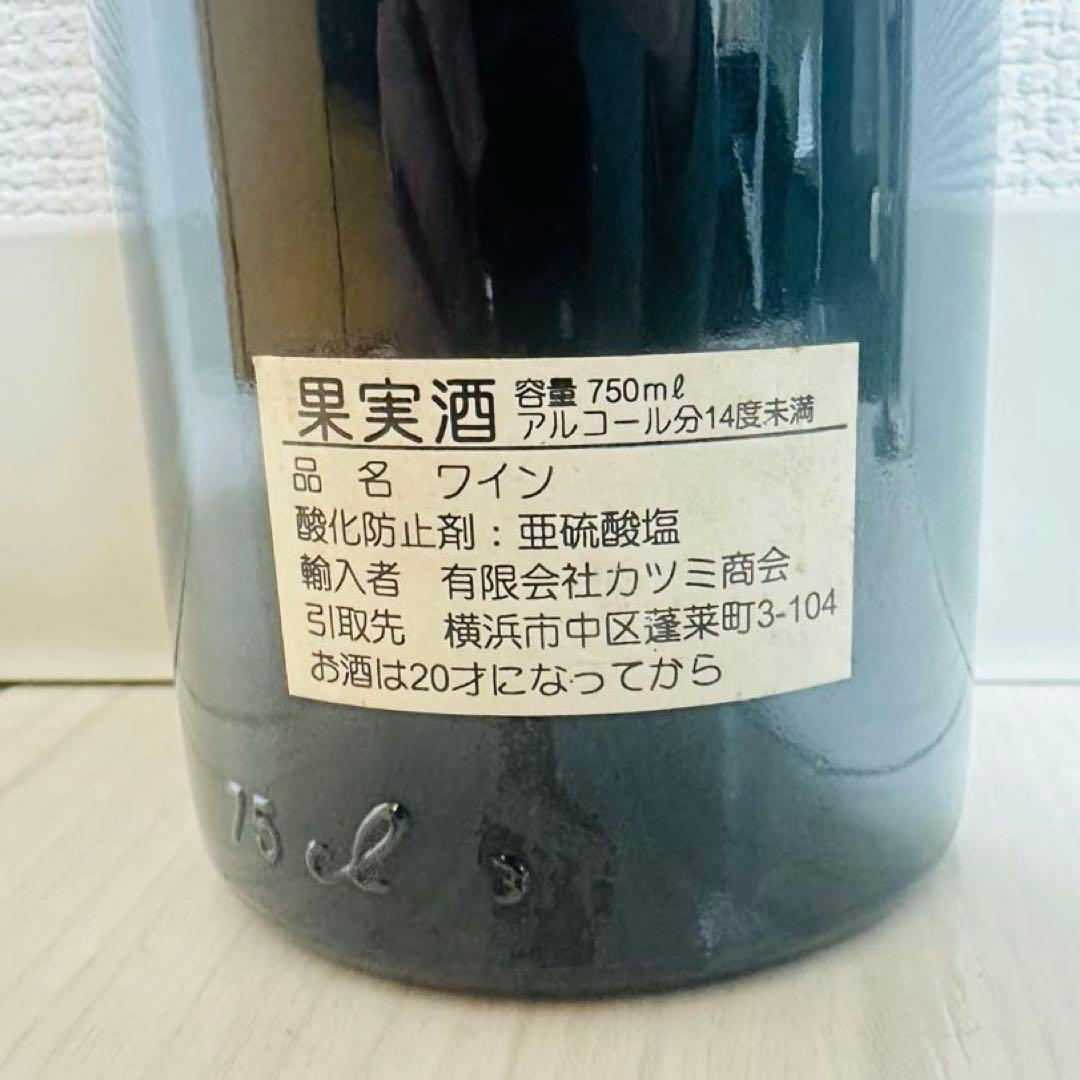 果実酒 容量 750mℓ
アルコール分14度未満
品 名 ワイン
酸化防止剤：亜硫酸塩
輸入者 有限会社カツミ商会
引取先 横浜市中区蓬莱町3-104
お酒は20才になってから
75 cl